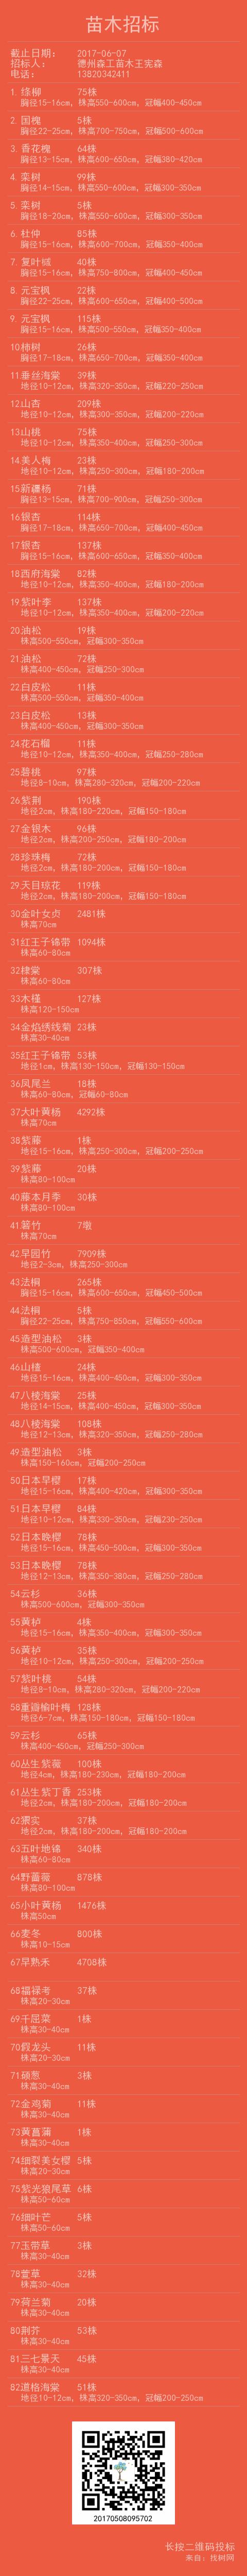 苗木招标
截止日期： 2017-06-07
招标人： 德州森工苗木王宪森
电话： 13820342411
1. 绦柳 75株
胸径15-16cm, 株高550-600cm, 冠幅400-450cm
2. 国槐 5株
胸径22-25cm, 株高700-750cm, 冠幅500-600cm
3. 香花槐 64株
胸径13-15cm, 株高600-650cm, 冠幅380-420cm
4. 栾树 99株
胸径14-15cm, 株高550-600cm, 冠幅300-350cm
5. 栾树 5株
胸径18-20cm, 株高550-600cm, 冠幅300-350cm
6. 杜仲 85株
胸径15-16cm, 株高600-700cm, 冠幅350-400cm
7. 复叶槭 40株
胸径15-16cm, 株高750-800cm, 冠幅400-450cm
8. 元宝枫 22株
胸径22-25cm, 株高600-650cm, 冠幅400-500cm
9. 元宝枫 115株
胸径15-16cm, 株高500-550cm, 冠幅350-400cm
10柿树 26株
胸径17-18cm, 株高650-700cm, 冠幅350-400cm
11垂丝海棠 39株
地径10-12cm, 株高320-350cm, 冠幅220-250cm
12山杏 209株
地径10-12cm, 株高300-350cm, 冠幅200-220cm
13山桃 75株
地径10-12cm, 株高350-400cm, 冠幅250-300cm
14美人梅 23株
地径10-12cm, 株高250-300cm, 冠幅180-200cm
15新疆杨 71株
胸径13-15cm, 株高700-900cm, 冠幅250-300cm
16银杏 114株
胸径17-18cm, 株高650-700cm, 冠幅400-450cm
17银杏 137株
胸径15-16cm, 株高600-650cm, 冠幅350-400cm
18西府海棠 82株
地径10-12cm, 株高350-400cm, 冠幅180-200cm
19.紫叶李 137株
地径10-12cm, 株高350-400cm, 冠幅200-220cm
20油松 19株
株高500-550cm, 冠幅300-350cm
21.油松 72株
株高400-450cm, 冠幅250-300cm
22白皮松 11株
株高500-550cm, 冠幅350-400cm
23白皮松 13株
株高400-450cm, 冠幅300-350cm
24花石榴 11株
地径10-12cm, 株高350-400cm, 冠幅250-280cm
25碧桃 97株
地径8-10cm, 株高280-320cm, 冠幅200-220cm
26紫荆 190株
地径2cm, 株高180-220cm, 冠幅150-180cm
27金银木 96株
地径2cm, 株高200-250cm, 冠幅180-200cm
28珍珠梅 72株
地径2cm, 株高180-200cm, 冠幅150-180cm
29.天目琼花 119株
地径2cm, 株高180-200cm, 冠幅150-180cm
30金叶女贞 2481株
株高70cm
31红王子锦带 1094株
株高60-80cm
32棣棠 307株
株高60-80cm
33木槿 127株
株高120-150cm
34.金焰绣线菊 23株
株高30-40cm
35红王子锦带 53株
地径1cm, 株高130-150cm, 冠幅130-150cm
36凤尾兰 18株
株高60-80cm, 冠幅60-80cm
37大叶黄杨 4292株
株高70cm
38紫藤 1株
地径15-16cm, 株高250-300cm, 冠幅200-250cm
39.紫藤 20株
株高80-100cm
40藤本月季 30株
株高80-100cm
41.箬竹 7墩
株高70cm
42.早园竹 7909株
地径2-3cm, 株高250-300cm
43法桐 265株
胸径15-16cm, 株高600-650cm, 冠幅450-500cm
44法桐 5株
胸径22-25cm, 株高750-850cm, 冠幅550-600cm
45造型油松 3株
株高500-600cm, 冠幅350-400cm
46山楂 24株
地径15-16cm, 株高400-450cm, 冠幅300-350cm
47八棱海棠 25株
地径14-15cm, 株高400-450cm, 冠幅300-350cm
48八棱海棠 108株
地径12-13cm, 株高320-350cm, 冠幅250-280cm
49.造型油松 3株
株高150-160cm, 冠幅200-250cm
50日本早樱 17株
地径15-16cm, 株高400-420cm, 冠幅300-350cm
51.日本早樱 84株
地径10-12cm, 株高330-350cm, 冠幅230-250cm
52日本晚樱 78株
地径15-16cm, 株高450-500cm, 冠幅300-350cm
53日本晚樱 78株
地径12-13cm, 株高350-380cm, 冠幅250-280cm
54云杉 36株
株高500-600cm, 冠幅300-350cm
55黄栌 4株
地径15-16cm, 株高350-400cm, 冠幅300-350cm
56黄栌 35株
地径10-12cm, 株高250-300cm, 冠幅200-250cm
57紫叶桃 54株
地径8-10cm, 株高280-320cm, 冠幅200-220cm
58重瓣榆叶梅 128株
地径6-7cm, 株高150-180cm, 冠幅150-180cm
59云杉 65株
株高400-450cm, 冠幅250-300cm
60丛生紫薇 100株
地径4cm, 株高180-230cm, 冠幅180-200cm
61丛生紫丁香 253株
地径2cm, 株高180-200cm, 冠幅180-200cm
62猬实 37株
地径2cm, 株高180-200cm, 冠幅180-200cm
63五叶地锦 340株
株高60-80cm
64野蔷薇 878株
株高80-100cm
65小叶黄杨 1476株
株高50cm
66麦冬 800株
株高10-15cm
67早熟禾 4708株
68福禄考 37株
株高20-30cm
69千屈菜 1株
株高30-40cm
70假龙头 11株
株高20-30cm
71硕葱 3株
株高30-40cm
72金鸡菊 11株
株高30-40cm
73黄菖蒲 1株
株高30-40cm
74细裂美女樱 5株
株高20-30cm
75紫光狼尾草 6株
株高50-60cm
76细叶芒 5株
株高50-60cm
77玉带草 3株
株高30-40cm
78萱草 32株
株高30-40cm
79荷兰菊 20株
株高30-40cm
80荆芥 53株
株高30-40cm
81三七景天 45株
株高30-40cm
82道格海棠 51株
地径10-12cm, 株高320-350cm, 冠幅200-250cm
20170508095702
长按二维码投标
来自：找树网